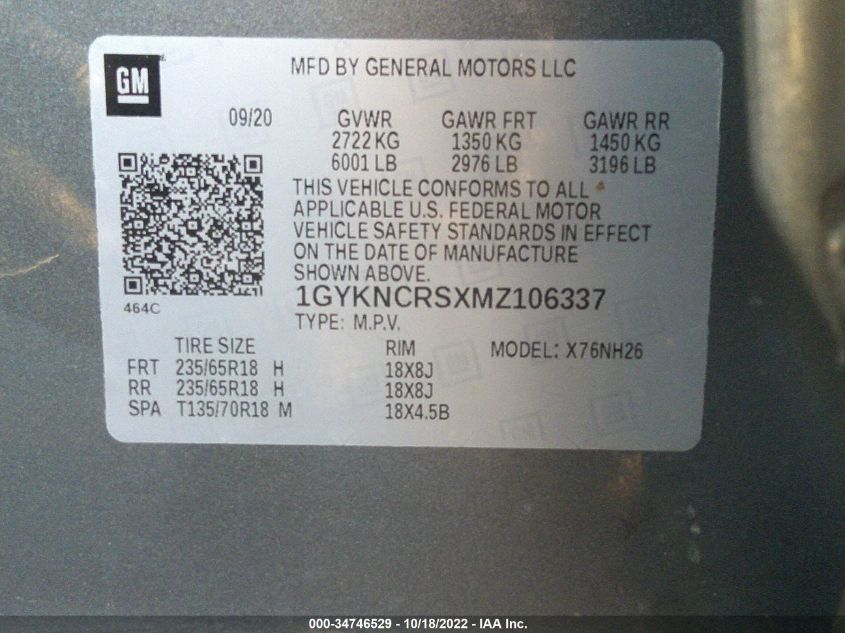 GM
MFD BY GENERAL MOTORS LLC
09/20 GVWR GAWR FRT GAWR RR
2722 KG 1350 KG 1450 KG
6001 LB 2976 LB 3196 LB
THIS VEHICLE CONFORMS TO ALL
APPLICABLE U.S. FEDERAL MOTOR
VEHICLE SAFETY STANDARDS IN EFFECT
ON THE DATE OF MANUFACTURE
SHOWN ABOVE.
464C
1GYKNCRSXMZ106337
TYPE: M.P.V.
TIRE SIZE RIM MODEL: X76NH26
FRT 235/65R18 H 18X8J
RR 235/65R18 H 18X8J
SPA T135/70R18 M 18X4.5B
000-34746529 - 10/18/2022 - IAA Inc.